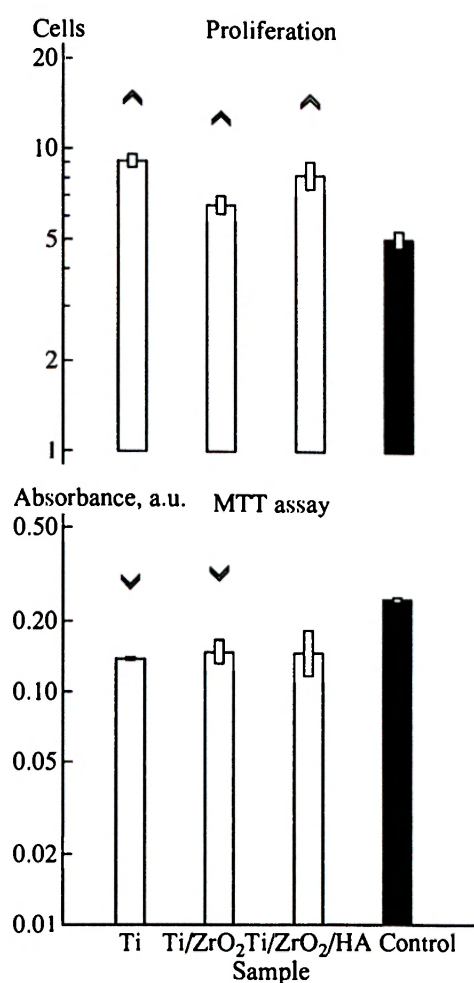 Cells Proliferation
20
10
5
2
1
Absorbance, a.u. MTT assay
0.50
0.20
0.10
0.05
0.02
0.01
Ti Ti/ZrO₂ Ti/ZrO₂/HA Control
Sample